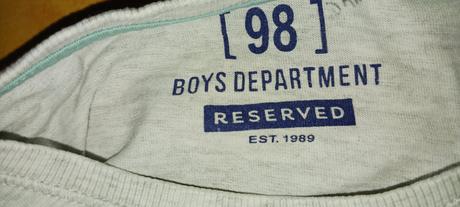 [98]
BOYS DEPARTMENT
RESERVED
EST. 1989